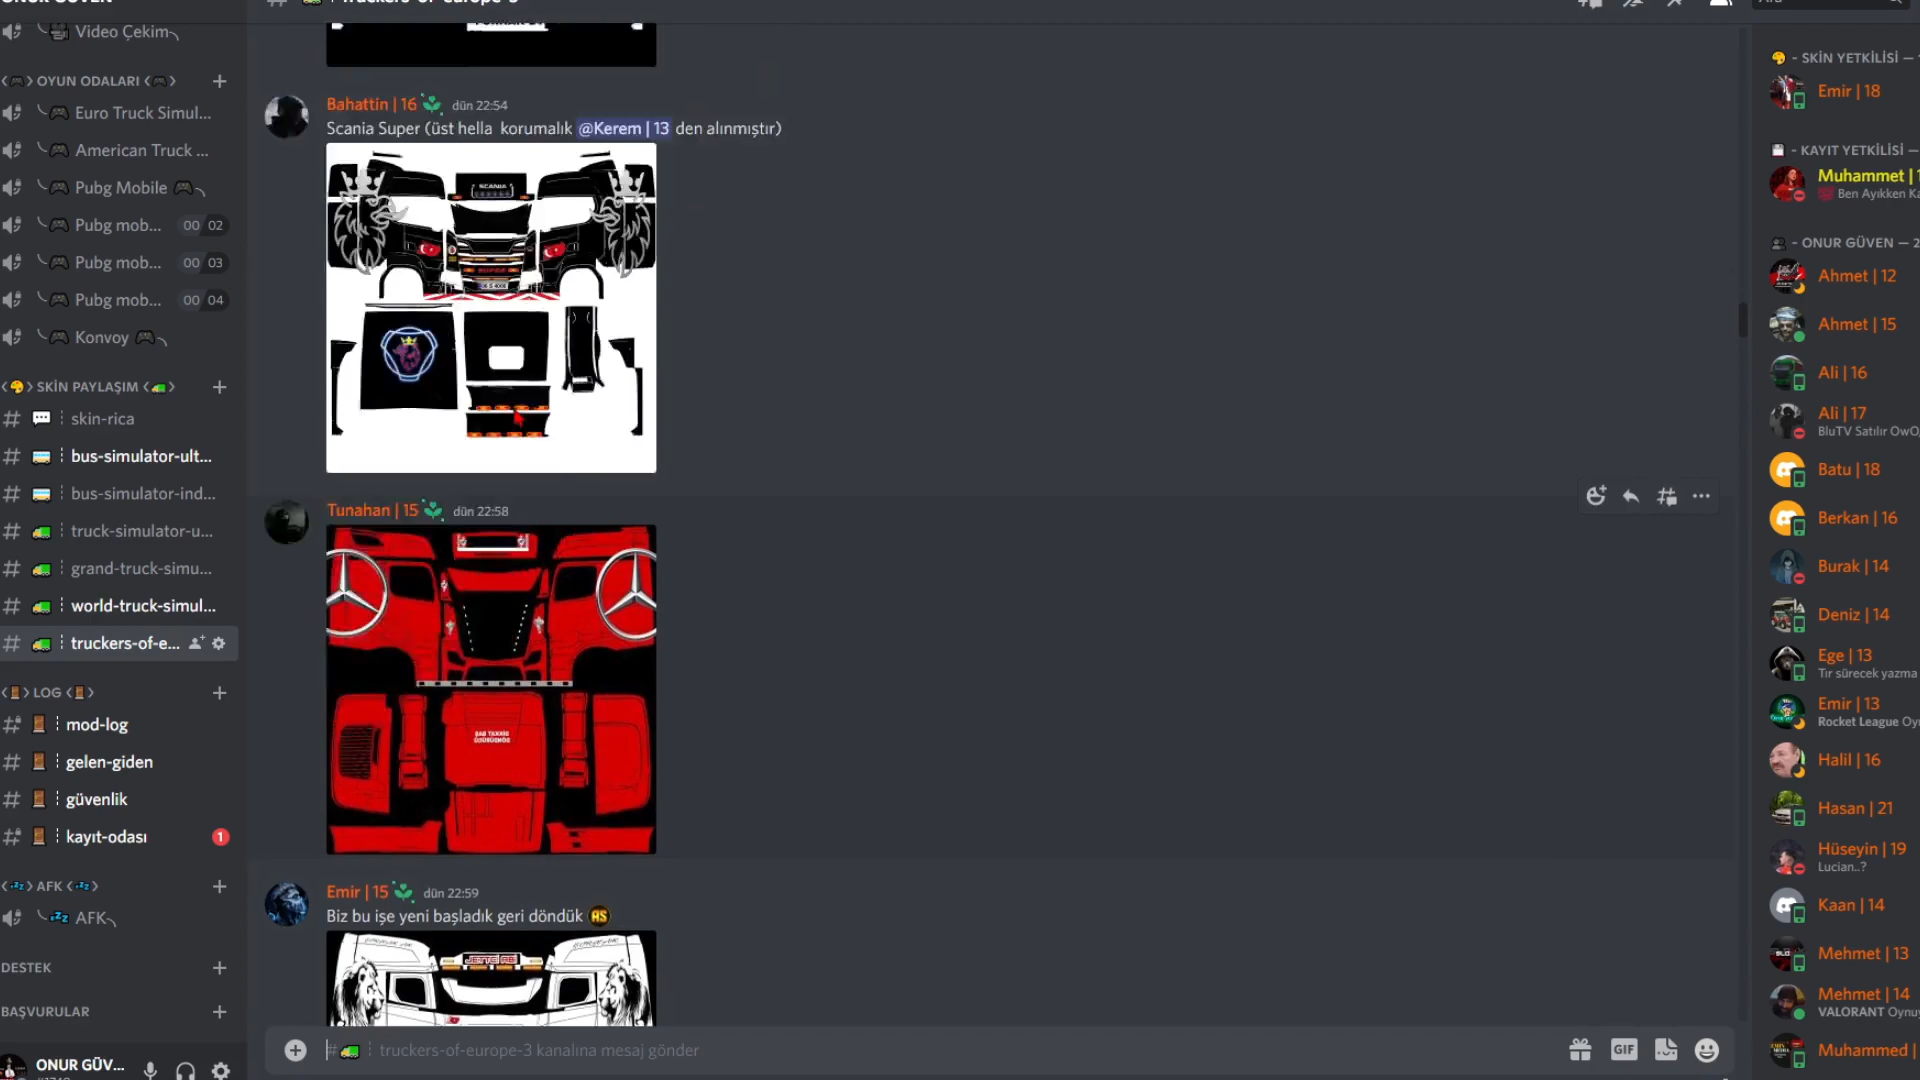 Video Çekim
OYUN ODALARI
Euro Truck Simul...
American Truck ...
Pubg Mobile
Pubg mob... 00 02
Pubg mob... 00 03
Pubg mob... 00 04
Konvoy
SKİN PAYLAŞIM
# skin-rica
# bus-simulator-ult...
# bus-simulator-ind...
# truck-simulator-u...
# grand-truck-simu...
# world-truck-simul...
# truckers-of-e...
LOG
# mod-log
# gelen-giden
# güvenlik
# kayıt-odası 1
AFK
AFK
DESTEK
BAŞVURULAR
ONUR GÜV...
Bahattin | 16 dün 22:54
Scania Super (üst hella korumalık @Kerem | 13 den alınmıştır)
SCANIA
Tunahan | 15 dün 22:58
Emir | 15 dün 22:59
Biz bu işe yeni başladık geri döndük
# truckers-of-europe-3 kanalına mesaj gönder
GIF
- SKİN YETKİLİSİ —
Emir | 18
- KAYIT YETKİLİSİ —
Muhammet |
Ben Ayıkken Ka
- ONUR GÜVEN — 2
Ahmet | 12
Ahmet | 15
Ali | 16
Ali | 17
BluTV Satılır OwO,
Batu | 18
Berkan | 16
Burak | 14
Deniz | 14
Ege | 13
Tır sürecek yazma
Emir | 13
Rocket League Oyn
Halil | 16
Hasan | 21
Hüseyin | 19
Lucian..?
Kaan | 14
Mehmet | 13
Mehmet | 14
VALORANT Oynuy
Muhammed |